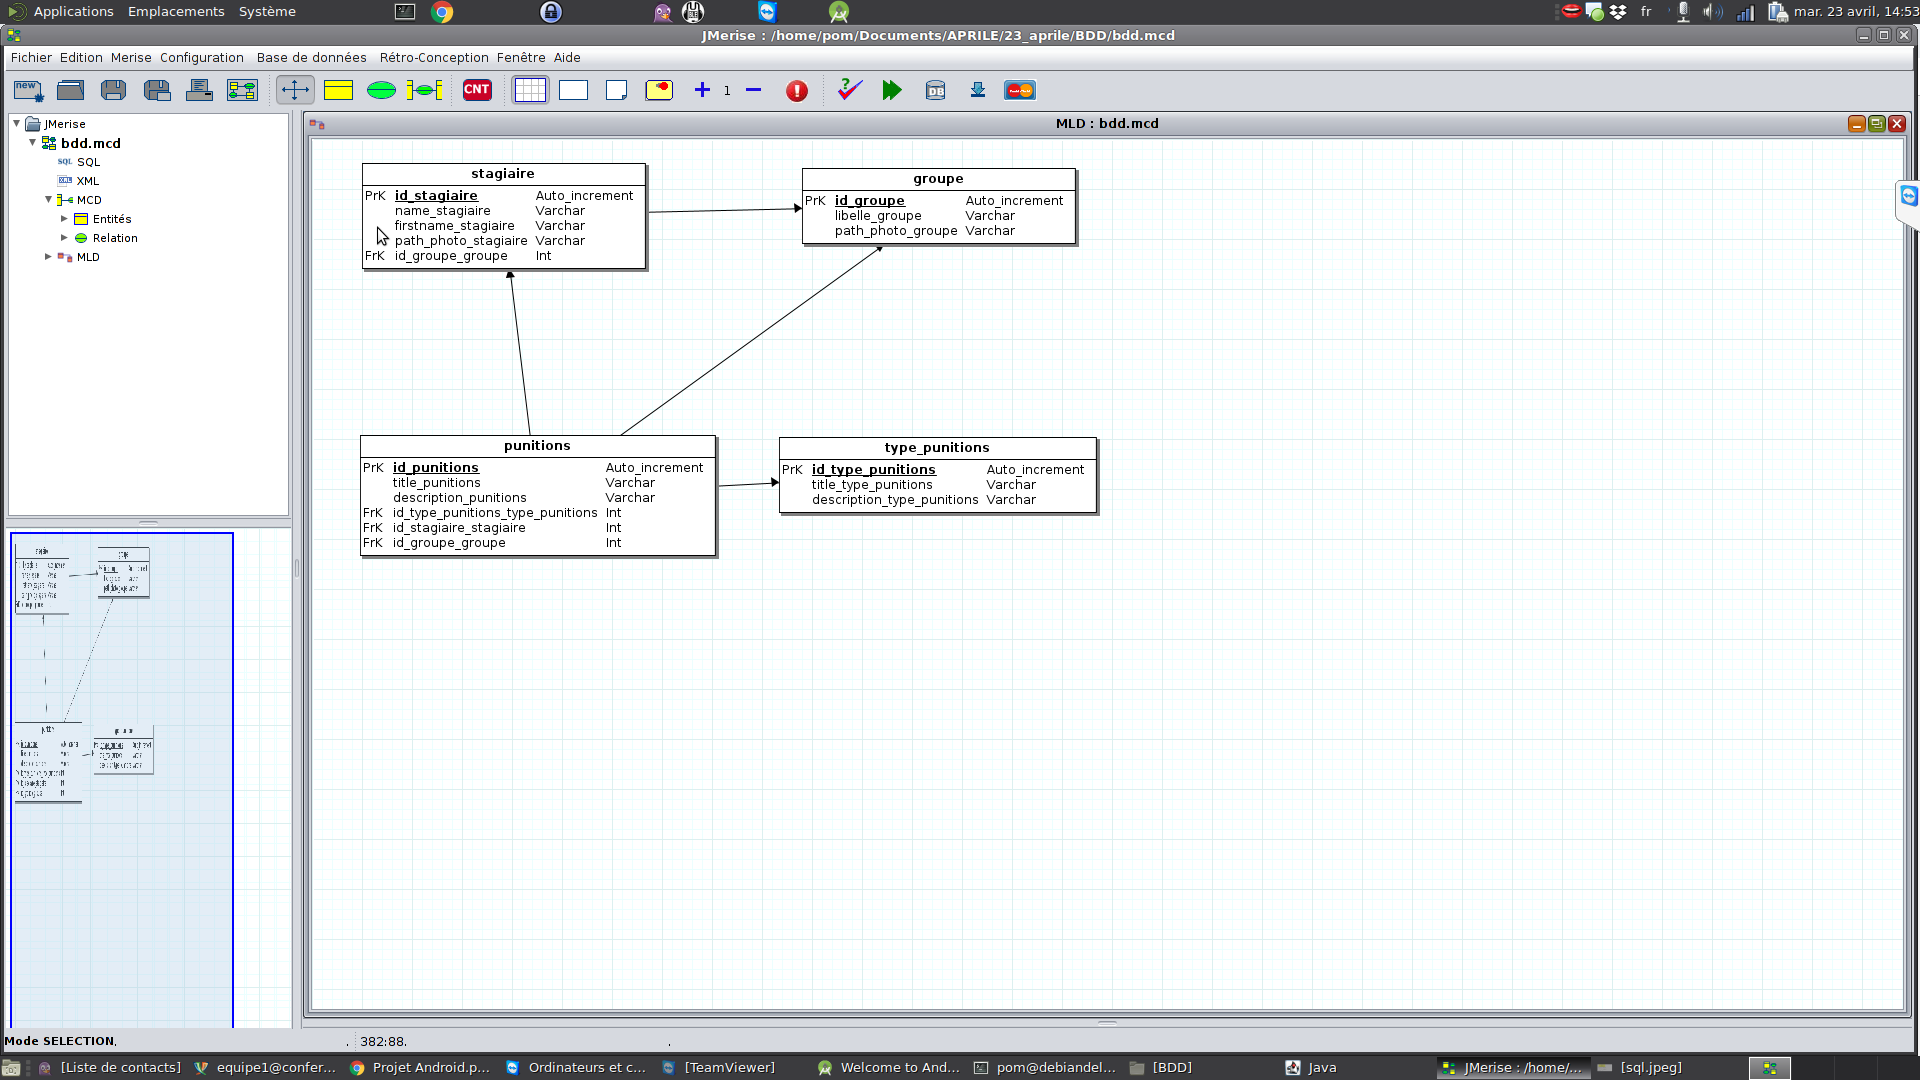 Applications Emplacements Système fr mar. 23 avril, 14:53
JMerise : /home/pom/Documents/APRILE/23_aprile/BDD/bdd.mcd
Fichier Edition Merise Configuration Base de données Rétro-Conception Fenêtre Aide
new CNT 1 DB
JMerise
bdd.mcd
SQL SQL
XML
MCD
Entités
Relation
MLD
MLD : bdd.mcd
stagiaire
PrK id_stagiaire Auto_increment
name_stagiaire Varchar
firstname_stagiaire Varchar
path_photo_stagiaire Varchar
FrK id_groupe_groupe Int
groupe
PrK id_groupe Auto_increment
libelle_groupe Varchar
path_photo_groupe Varchar
punitions
PrK id_punitions Auto_increment
title_punitions Varchar
description_punitions Varchar
FrK id_type_punitions_type_punitions Int
FrK id_stagiaire_stagiaire Int
FrK id_groupe_groupe Int
type_punitions
PrK id_type_punitions Auto_increment
title_type_punitions Varchar
description_type_punitions Varchar
Mode SELECTION. . 382:88. .
[Liste de contacts] equipe1@confer... Projet Android.p... Ordinateurs et c... [TeamViewer] Welcome to And... pom@debiandel... [BDD] Java JMerise : /home/... [sql.jpeg]